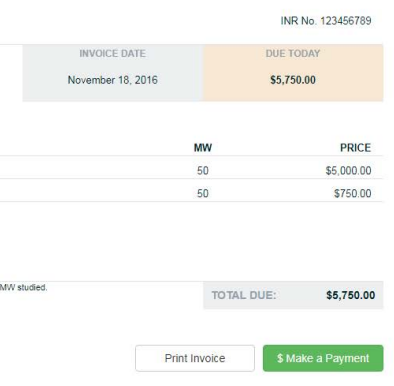 INR No. 123456789
INVOICE DATE DUE TODAY
November 18, 2016 $5,750.00
MW PRICE
50 $5,000.00
50 $750.00
MW studied.
TOTAL DUE: $5,750.00
Print Invoice $ Make a Payment